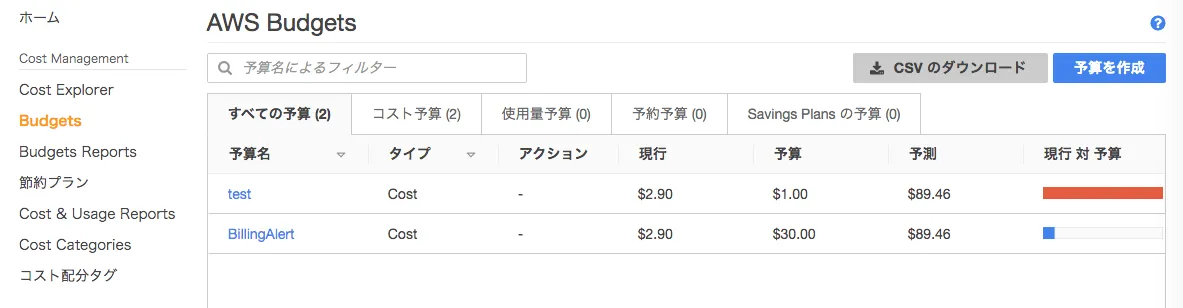 ホーム
AWS Budgets
?
Cost Management
予算名によるフィルター
CSV のダウンロード
予算を作成
Cost Explorer
Budgets
Budgets Reports
節約プラン
Cost & Usage Reports
Cost Categories
コスト配分タグ
すべての予算 (2) コスト予算 (2) 使用量予算 (0) 予約予算 (0) Savings Plans の予算 (0)
予算名 タイプ アクション 現行 予算 予測 現行 対 予算
test Cost - $2.90 $1.00 $89.46
BillingAlert Cost - $2.90 $30.00 $89.46